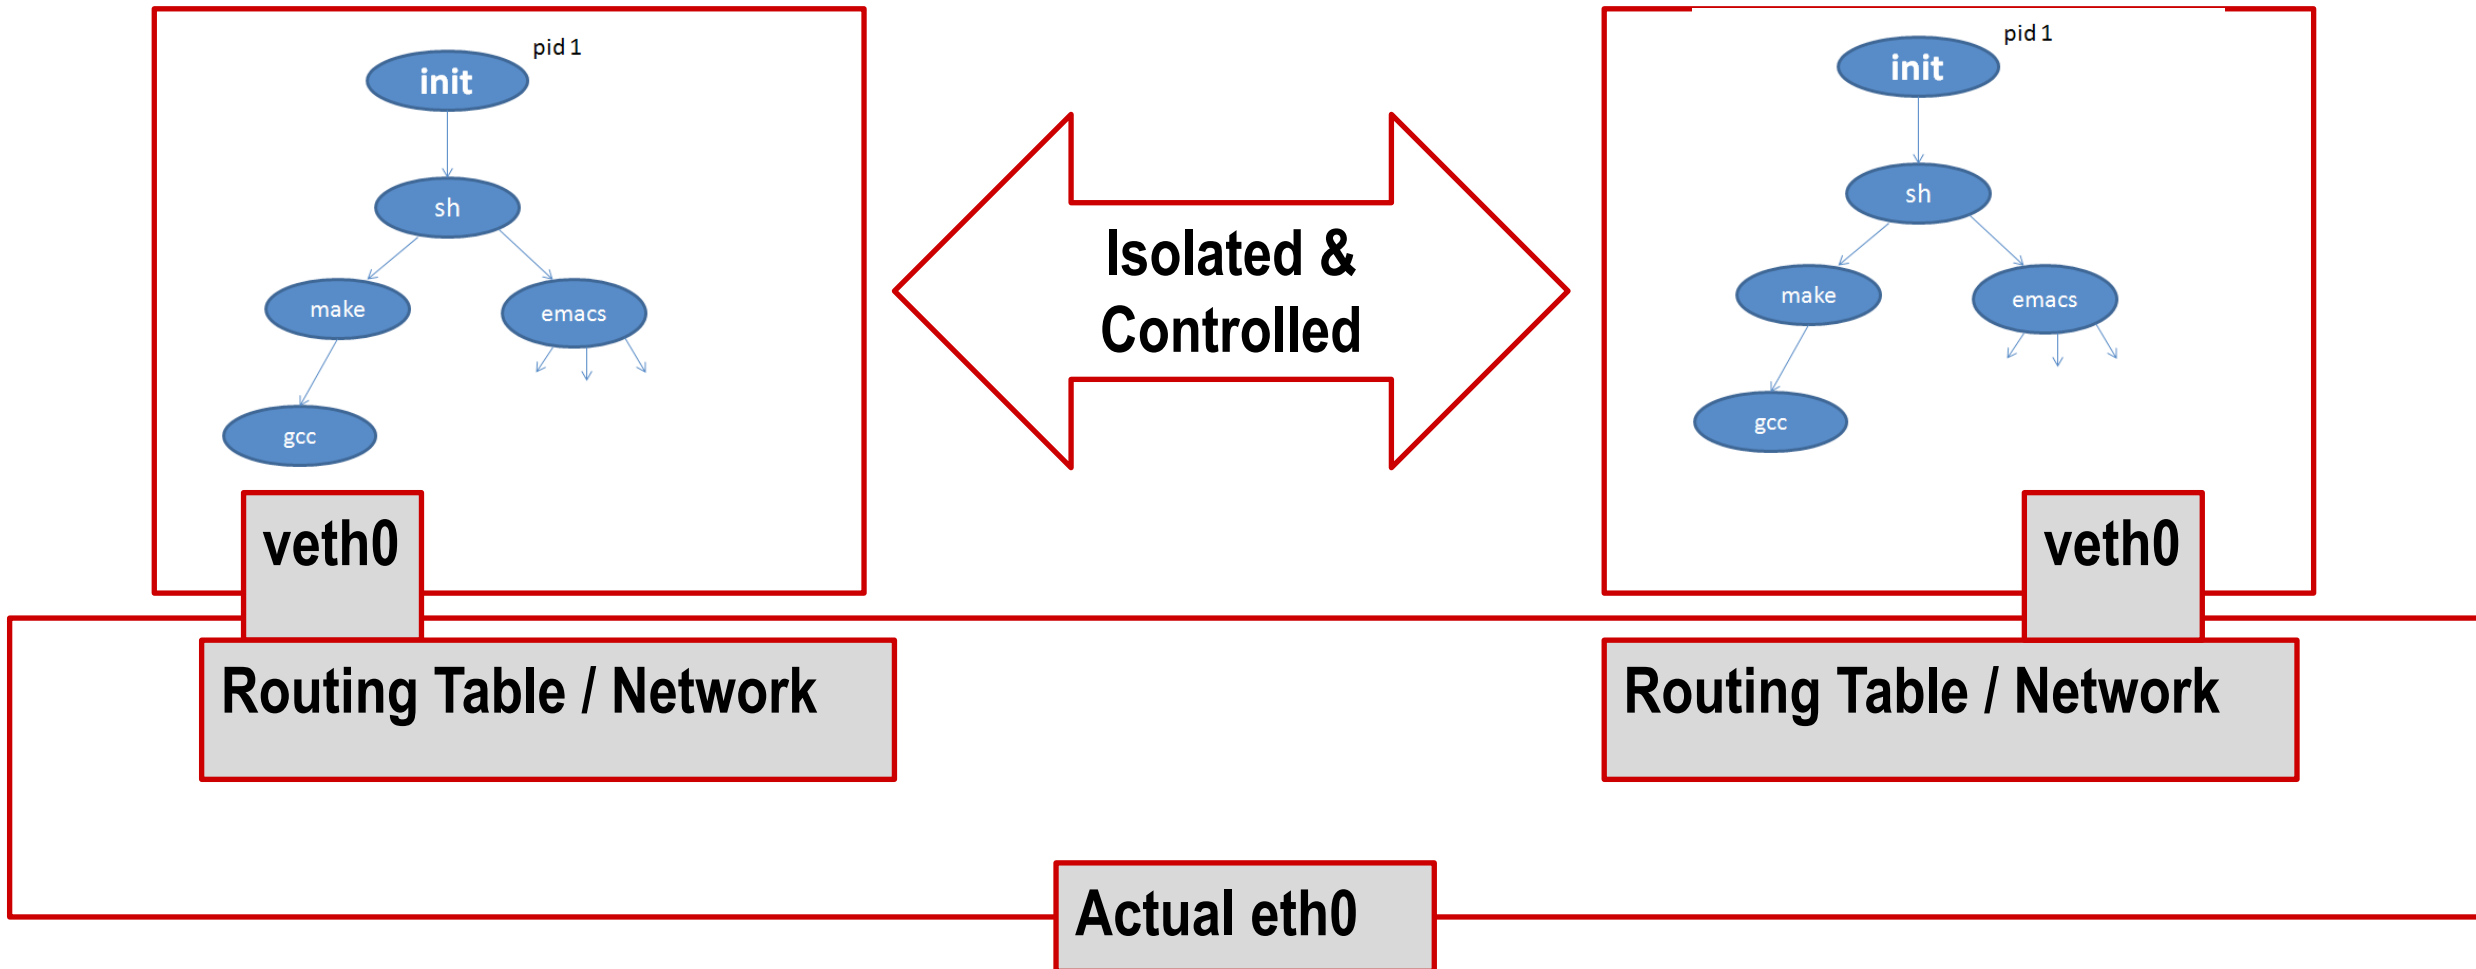 pid 1
init
sh
make
emacs
gcc
veth0
Routing Table / Network
Isolated &
Controlled
pid 1
init
sh
make
emacs
gcc
veth0
Routing Table / Network
Actual eth0